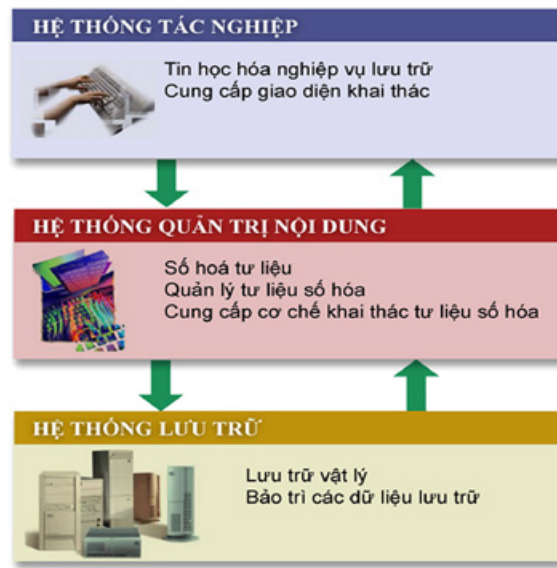 HỆ THỐNG TÁC NGHIỆP
Tin học hóa nghiệp vụ lưu trữ
Cung cấp giao diện khai thác
HỆ THỐNG QUẢN TRỊ NỘI DUNG
Số hoá tư liệu
Quản lý tư liệu số hóa
Cung cấp cơ chế khai thác tư liệu số hóa
HỆ THỐNG LƯU TRỮ
Lưu trữ vật lý
Bảo trì các dữ liệu lưu trữ